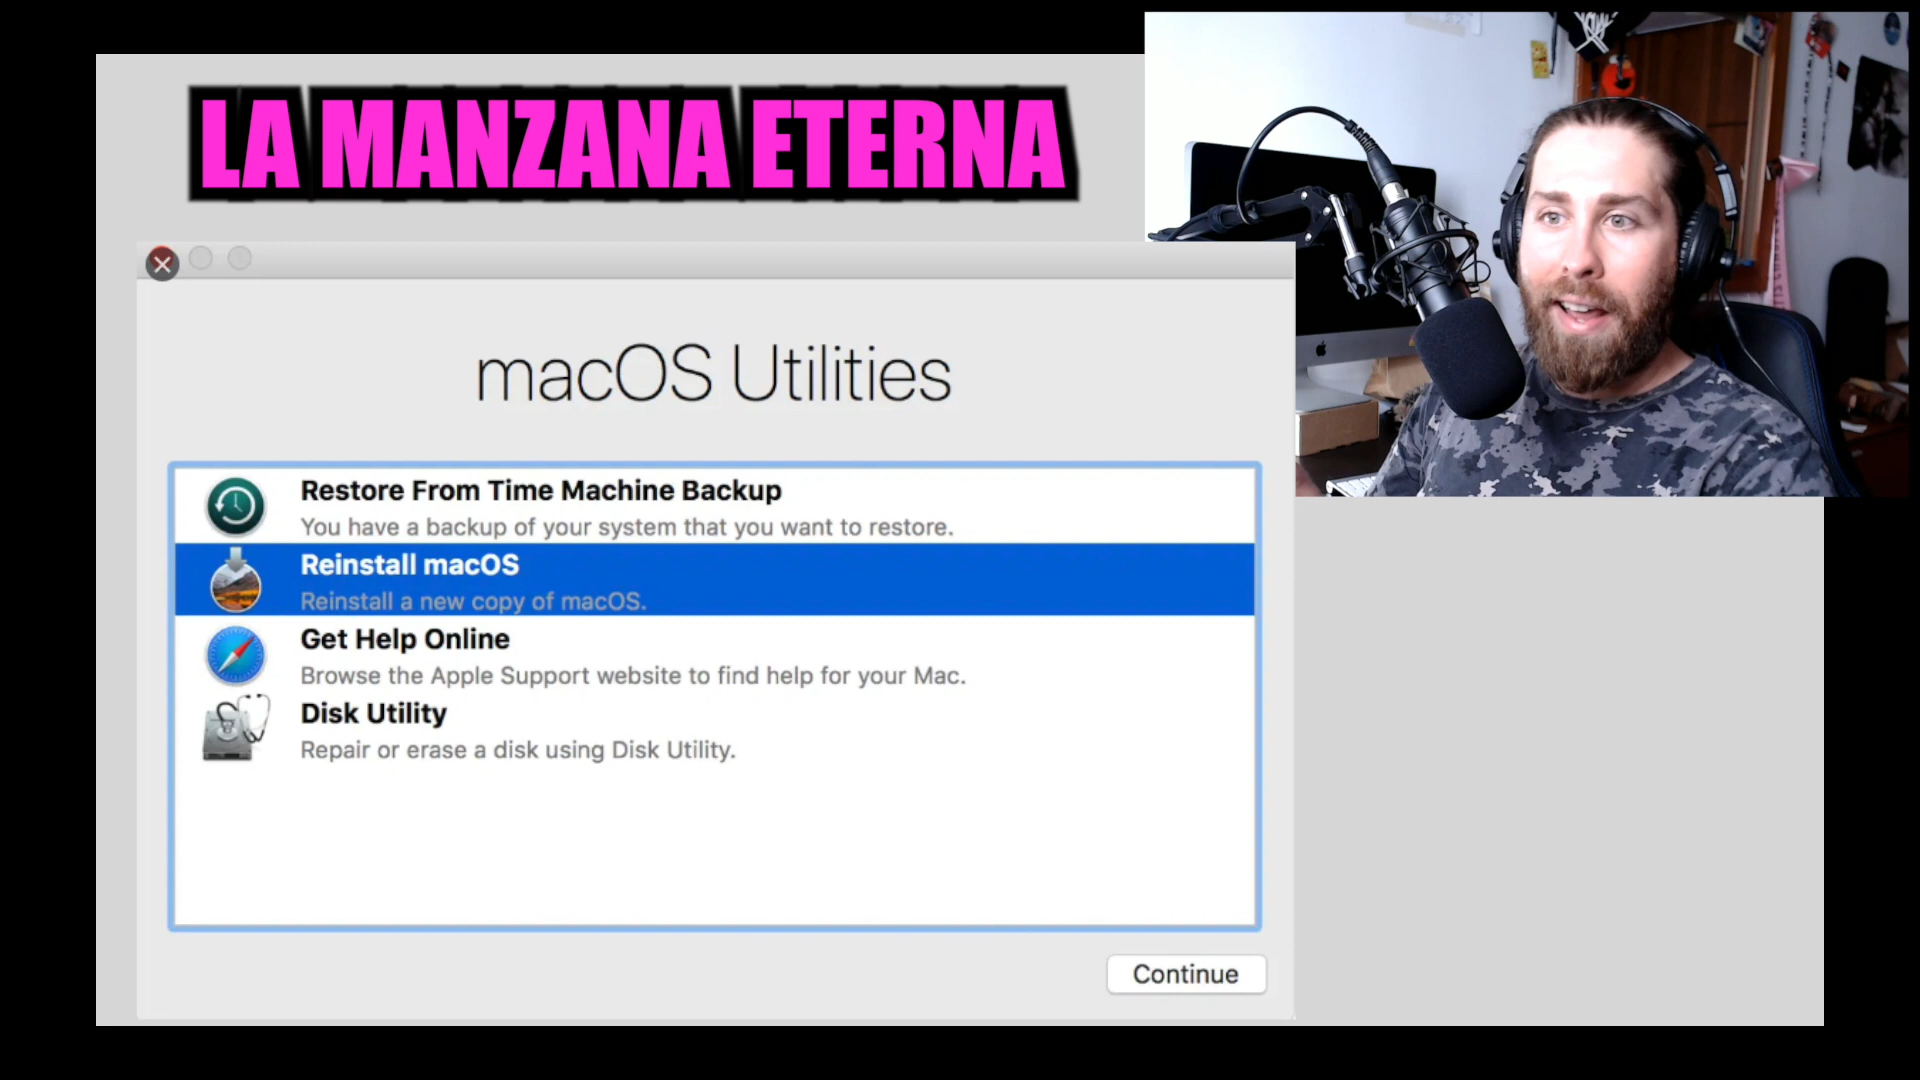 LA MANZANA ETERNA
macOS Utilities
Restore From Time Machine Backup
You have a backup of your system that you want to restore.
Reinstall macOS
Reinstall a new copy of macOS.
Get Help Online
Browse the Apple Support website to find help for your Mac.
Disk Utility
Repair or erase a disk using Disk Utility.
Continue